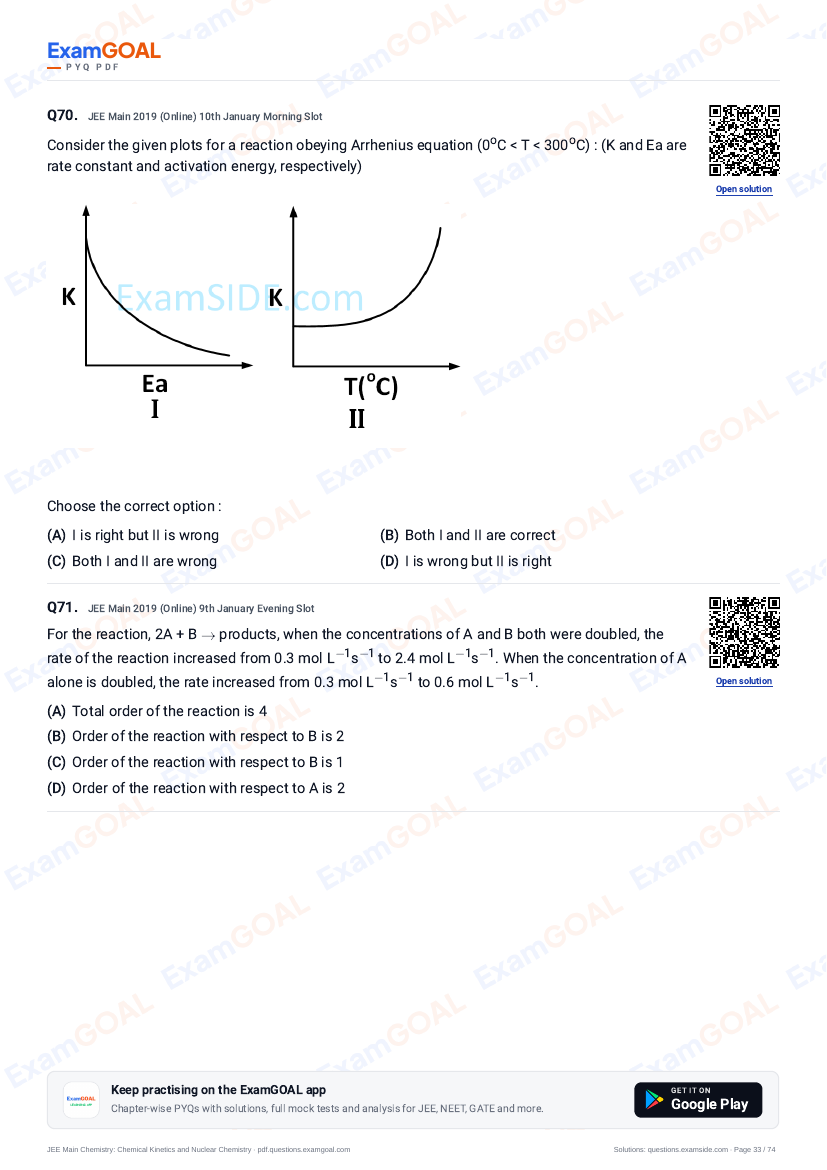 ExamGOAL
PYQ PDF
Q70. JEE Main 2019 (Online) 10th January Morning Slot
Consider the given plots for a reaction obeying Arrhenius equation (0°C < T < 300°C) : (K and Ea are
rate constant and activation energy, respectively)
Open solution
K
ExamSIDE.com
K
Ea
I
T(°C)
II
Choose the correct option :
(A) I is right but II is wrong
(B) Both I and II are correct
(C) Both I and II are wrong
(D) I is wrong but II is right
Q71. JEE Main 2019 (Online) 9th January Evening Slot
For the reaction, 2A + B → products, when the concentrations of A and B both were doubled, the
rate of the reaction increased from 0.3 mol L⁻¹s⁻¹ to 2.4 mol L⁻¹s⁻¹. When the concentration of A
alone is doubled, the rate increased from 0.3 mol L⁻¹s⁻¹ to 0.6 mol L⁻¹s⁻¹.
Open solution
(A) Total order of the reaction is 4
(B) Order of the reaction with respect to B is 2
(C) Order of the reaction with respect to B is 1
(D) Order of the reaction with respect to A is 2
ExamGOAL
Keep practising on the ExamGOAL app
Chapter-wise PYQs with solutions, full mock tests and analysis for JEE, NEET, GATE and more.
GET IT ON
Google Play
JEE Main Chemistry: Chemical Kinetics and Nuclear Chemistry · pdf.questions.examgoal.com
Solutions: questions.examside.com · Page 33 / 74